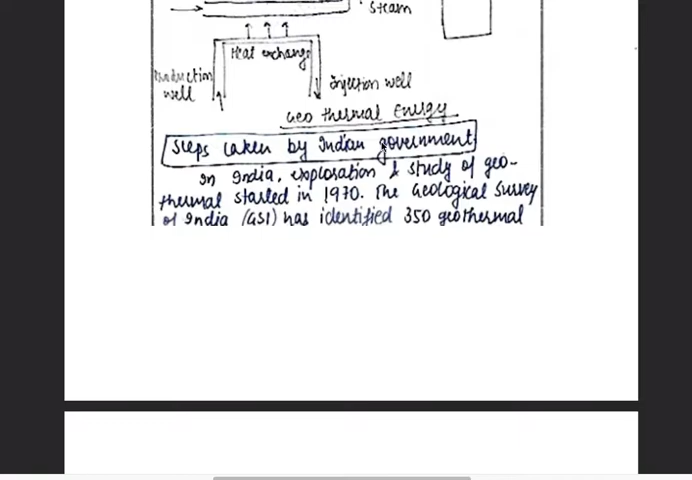 Steam
Heat exchange
Production
well
Injection well
Geo thermal Energy
Steps taken by Indian government
In India, exploration & study of geo-
thermal started in 1970. The Geological Survey
of India (GSI) has identified 350 geothermal